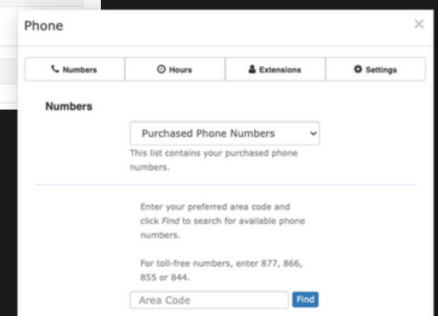 Phone
×
Numbers Hours Extensions Settings
Numbers
Purchased Phone Numbers
This list contains your purchased phone
numbers.
Enter your preferred area code and
click Find to search for available phone
numbers.
For toll-free numbers, enter 877, 866,
855 or 844.
Area Code Find